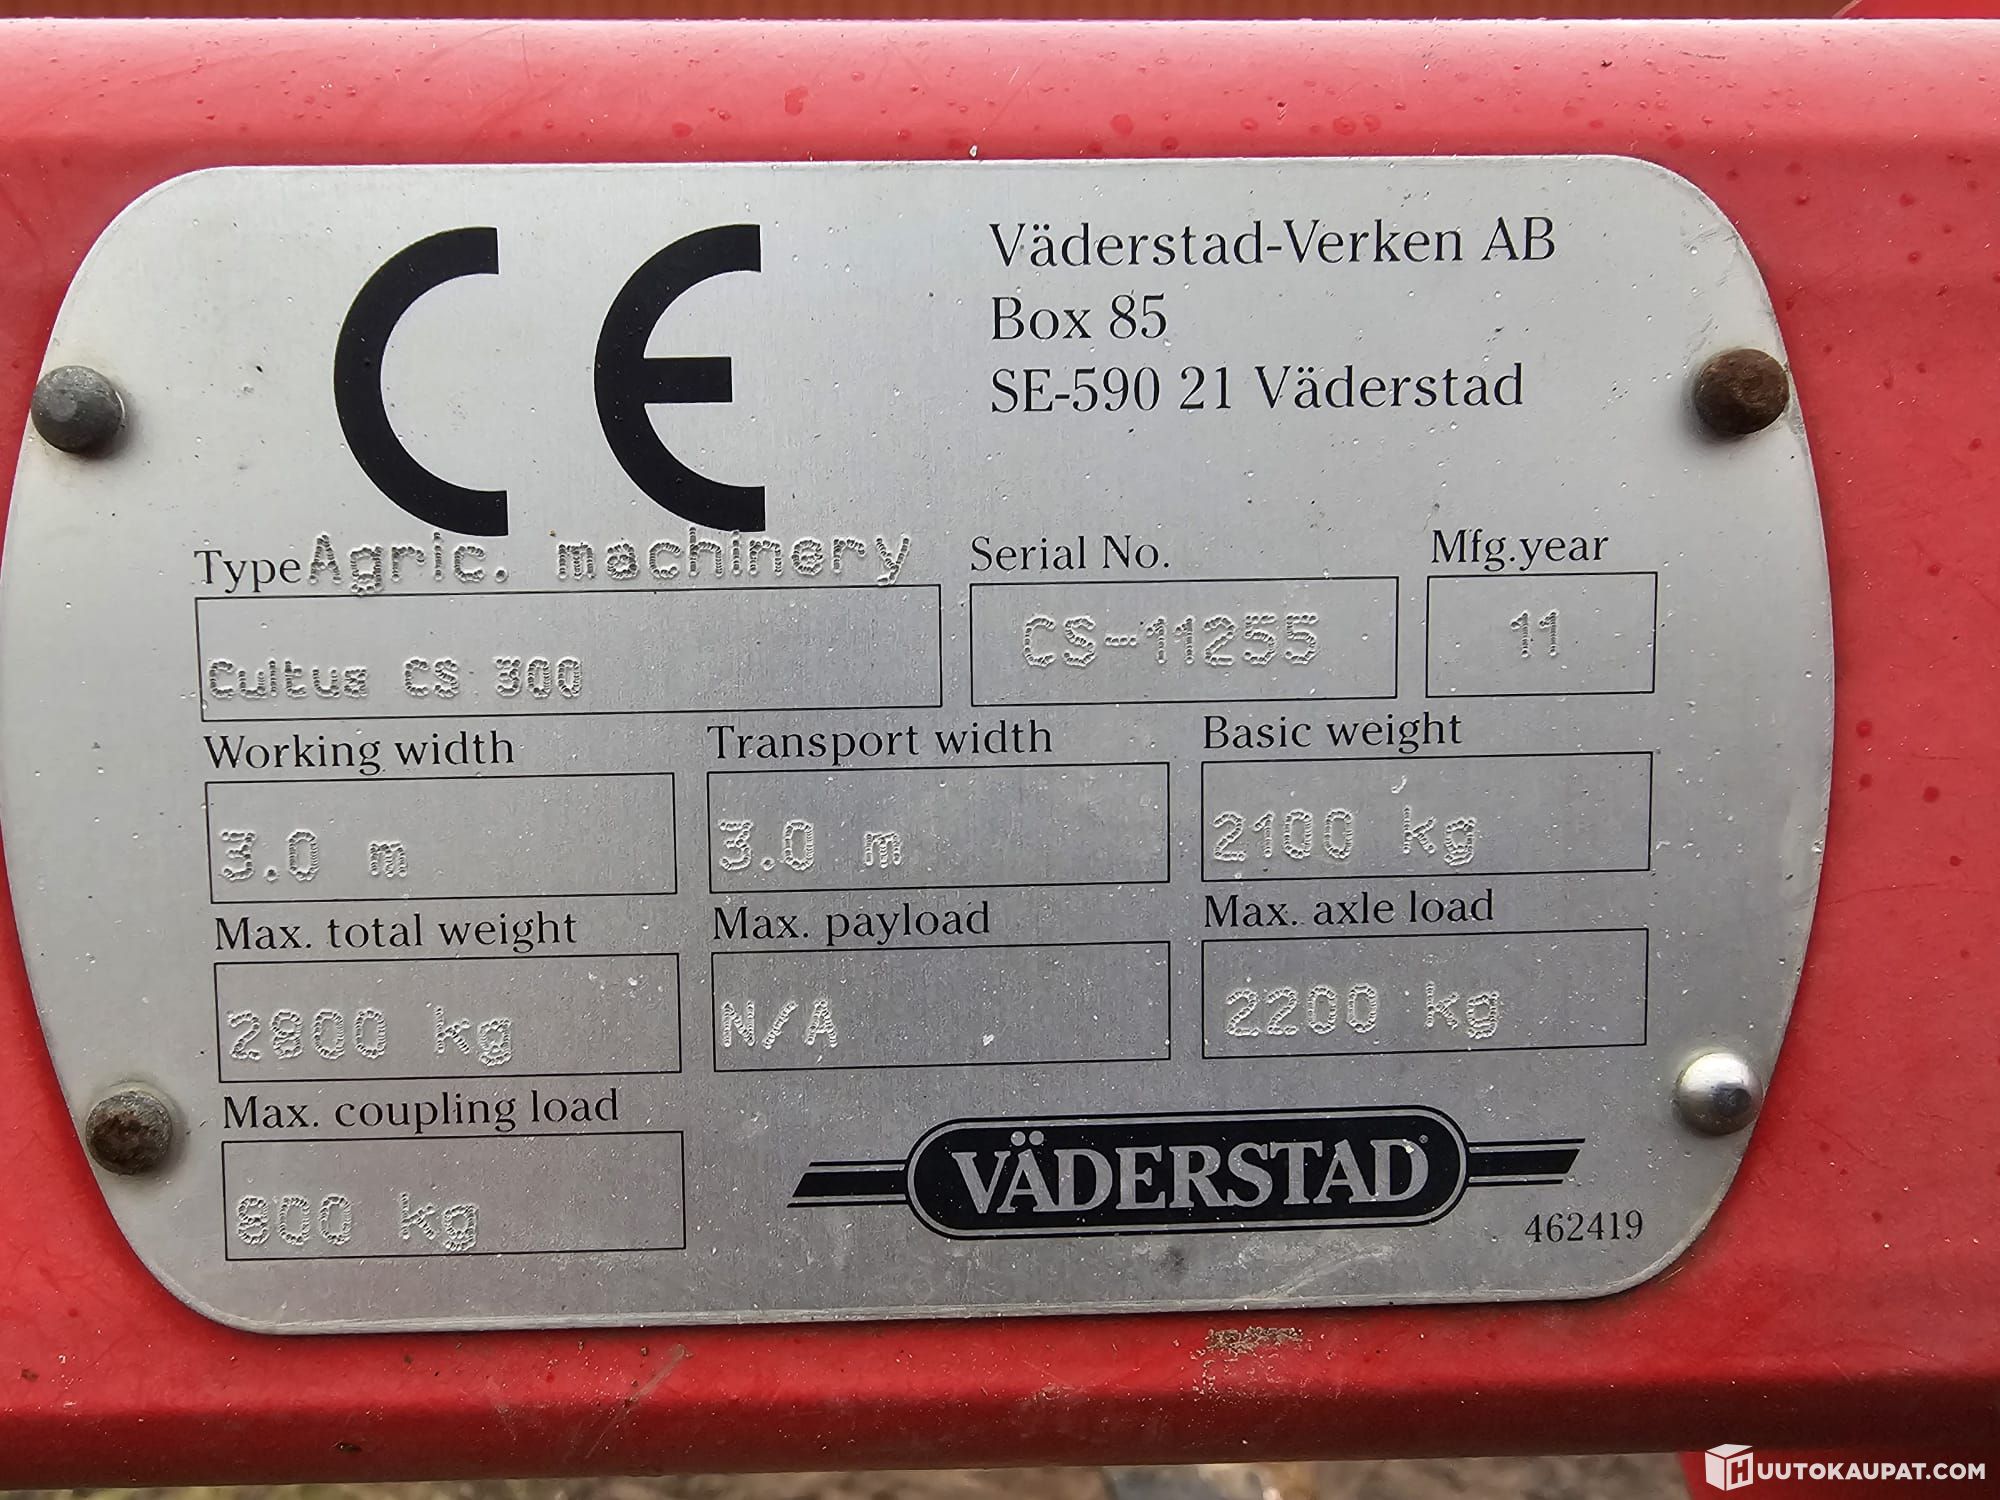 CE
Väderstad-Verken AB
Box 85
SE-590 21 Väderstad
Type Agric. machinery
Cultus CS 300
Serial No.
CS-11255
Mfg.year
11
Working width
3.0 m
Transport width
3.0 m
Basic weight
2100 kg
Max. total weight
2800 kg
Max. payload
N/A
Max. axle load
2200 kg
Max. coupling load
800 kg
VÄDERSTAD
462419
HUUTOKAUPAT.COM